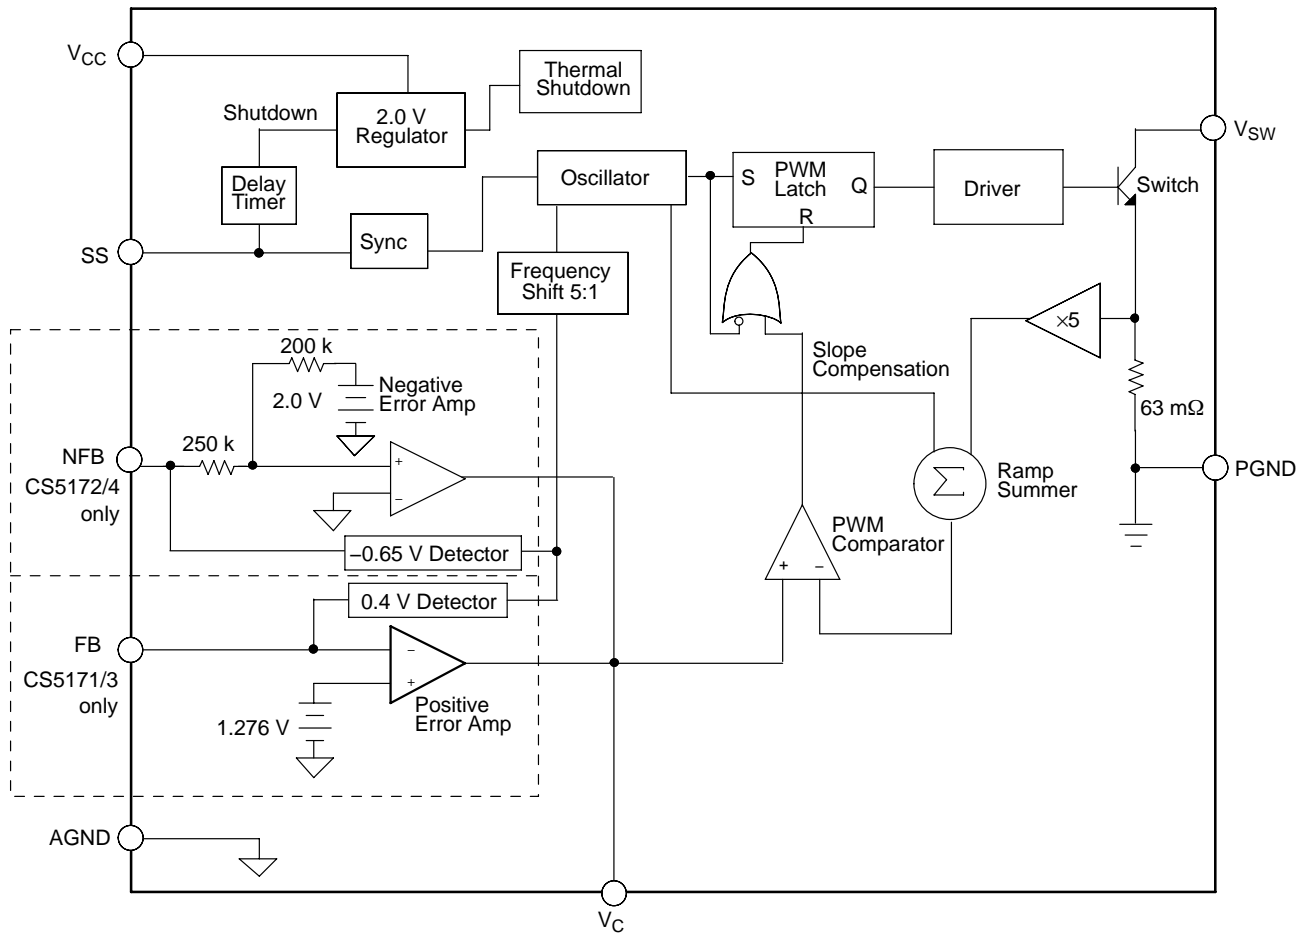 VCC
Thermal
Shutdown
Shutdown
2.0 V
Regulator
VSW
Delay
Timer
Oscillator
S
PWM
Latch
Q
R
Driver
Switch
SS
Sync
Frequency
Shift 5:1
×5
200 k
Slope
Compensation
2.0 V
Negative
Error Amp
63 mΩ
250 k
NFB
CS5172/4
only
+
−
Σ
Ramp
Summer
PGND
PWM
Comparator
−0.65 V Detector
+
−
0.4 V Detector
FB
CS5171/3
only
−
+
Positive
Error Amp
1.276 V
AGND
VC